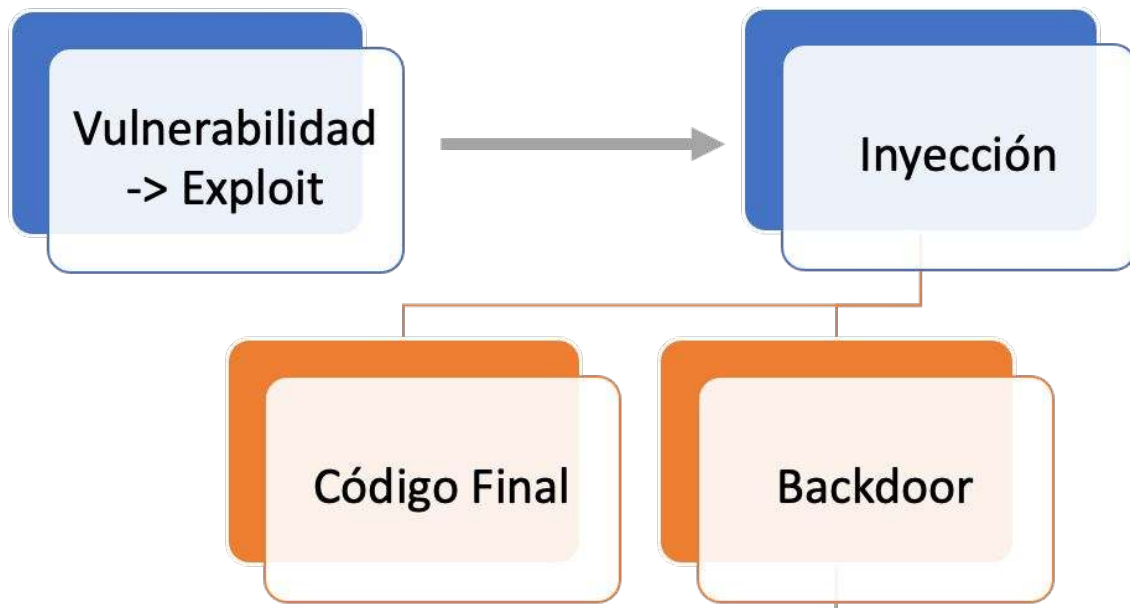 Vulnerabilidad
-> Exploit
Inyección
Código Final
Backdoor